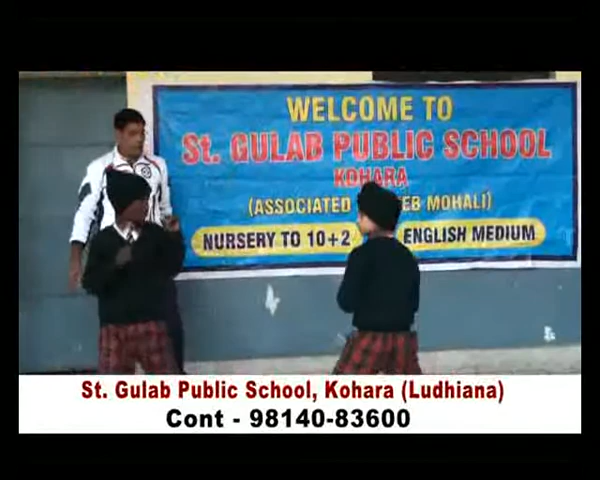 WELCOME TO
St. GULAB PUBLIC SCHOOL
KOHARA
(ASSOCIATED EB MOHALI)
NURSERY TO 10+2 ENGLISH MEDIUM
St. Gulab Public School, Kohara (Ludhiana)
Cont - 98140-83600